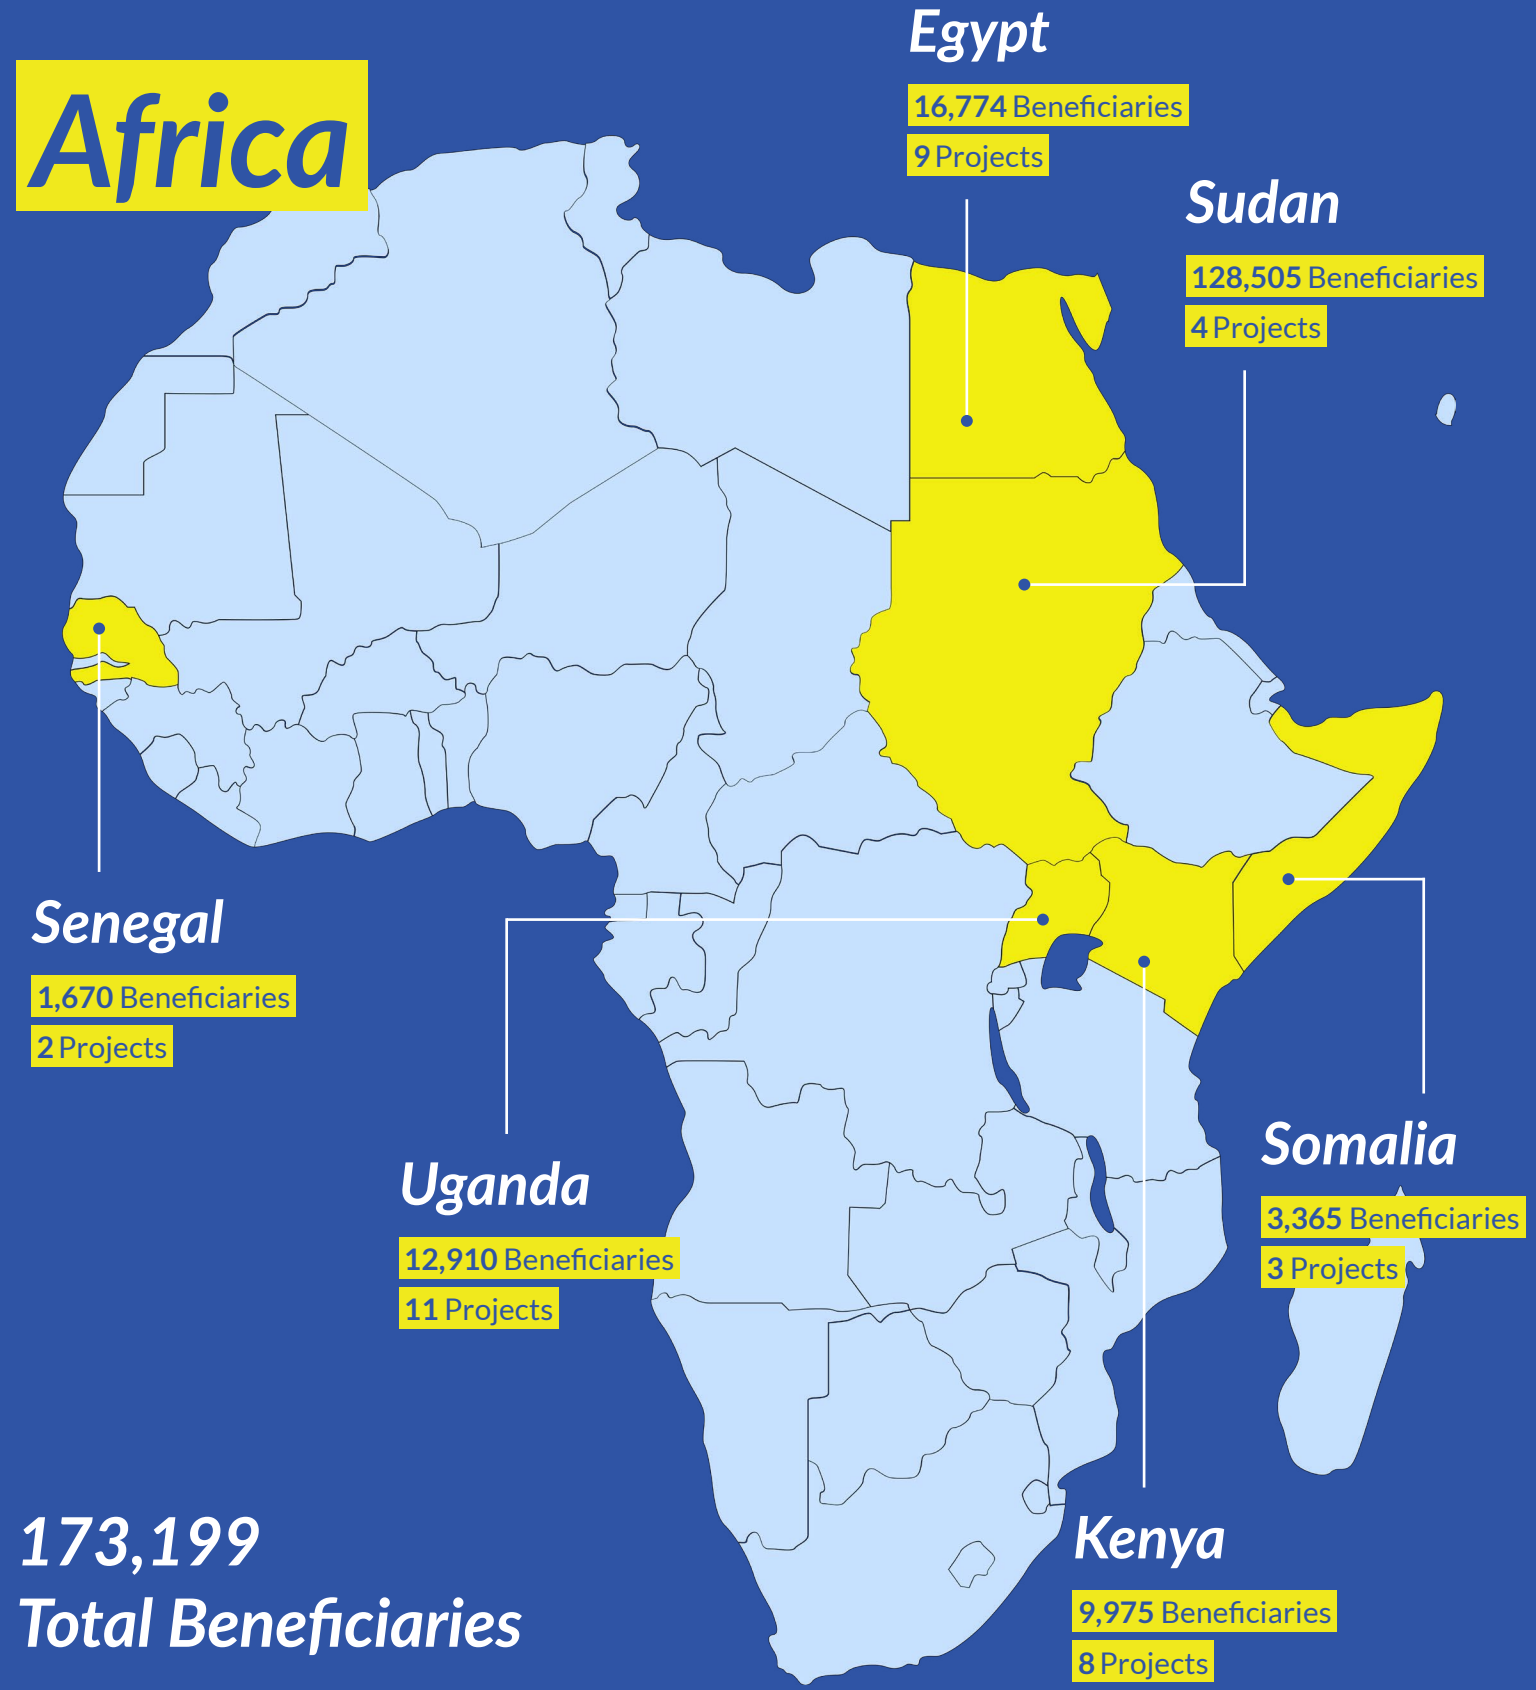 Africa
Egypt
16,774 Beneficiaries
9 Projects
Sudan
128,505 Beneficiaries
4 Projects
Senegal
1,670 Beneficiaries
2 Projects
Uganda
12,910 Beneficiaries
11 Projects
Somalia
3,365 Beneficiaries
3 Projects
Kenya
9,975 Beneficiaries
8 Projects
173,199
Total Beneficiaries